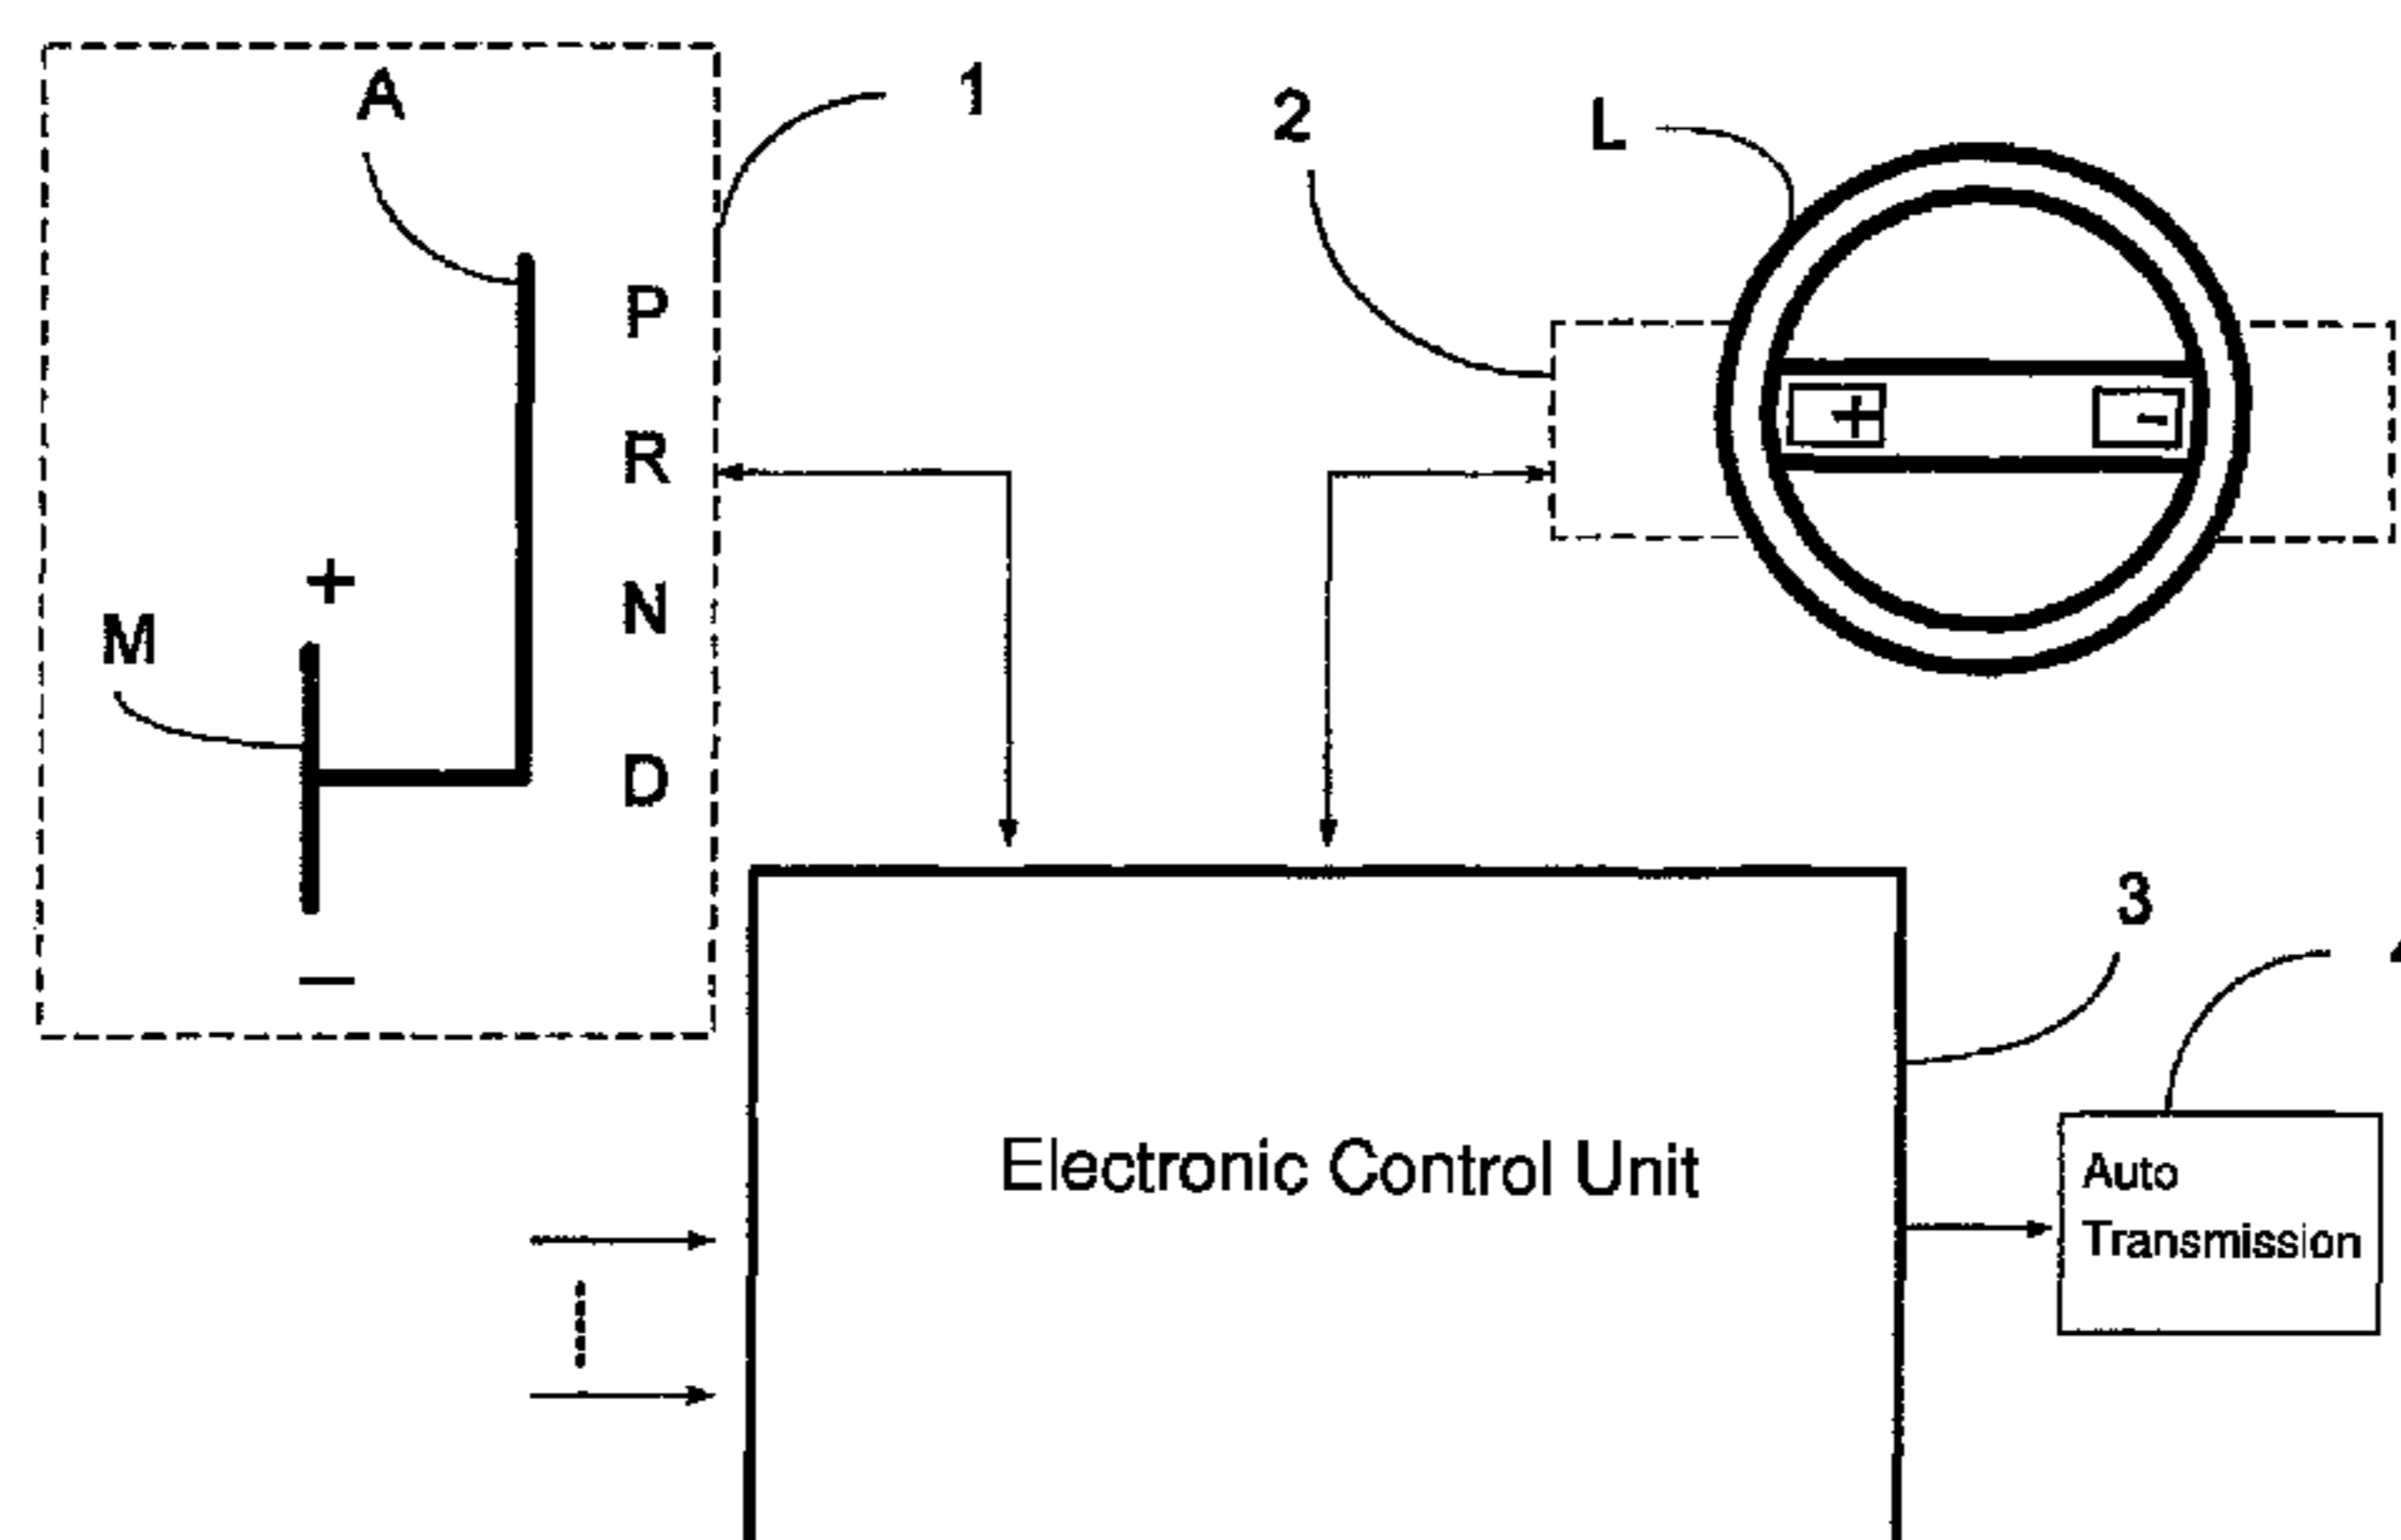 A
1
2
L
P
R
N
D
+
M
—
+
-
3
Electronic Control Unit
Auto
Transmission